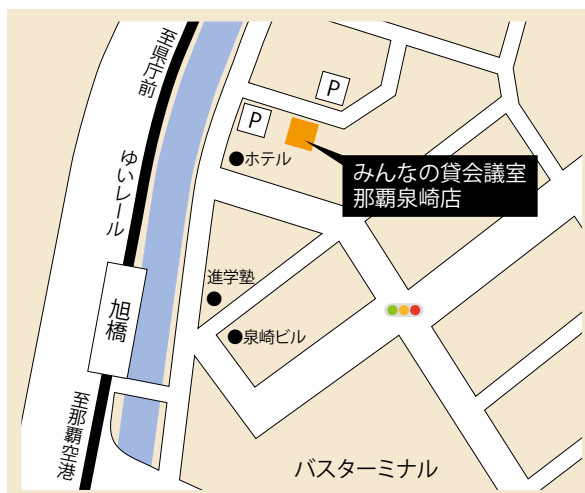 至県庁前
P
P
ホテル
みんなの貸会議室
那覇泉崎店
ゆいレール
進学塾
旭橋
泉崎ビル
至那覇空港
バスターミナル